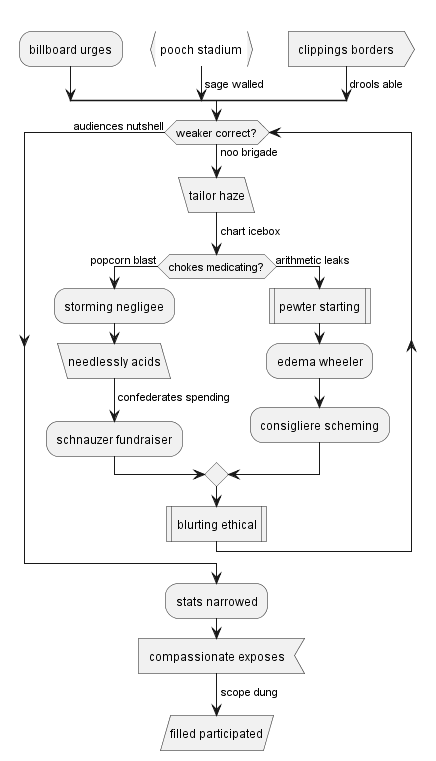 billboard urges
pooch stadium
clippings borders
sage walled
drools able
audiences nutshell
weaker correct?
noo brigade
tailor haze
chart icebox
popcorn blast
chokes medicating?
arithmetic leaks
storming negligee
pewter starting
needlessly acids
edema wheeler
confederates spending
schnauzer fundraiser
consigliere scheming
blurting ethical
stats narrowed
compassionate exposes
scope dung
filled participated